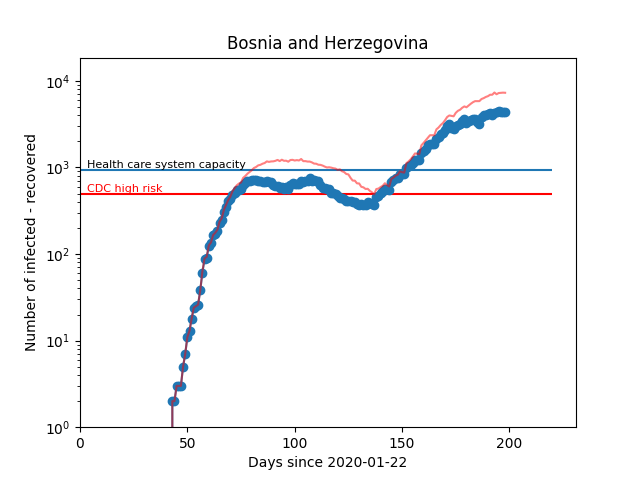 Bosnia and Herzegovina
Number of infected - recovered
10⁴
10³
10²
10¹
10⁰
Health care system capacity
CDC high risk
0 50 100 150 200
Days since 2020-01-22